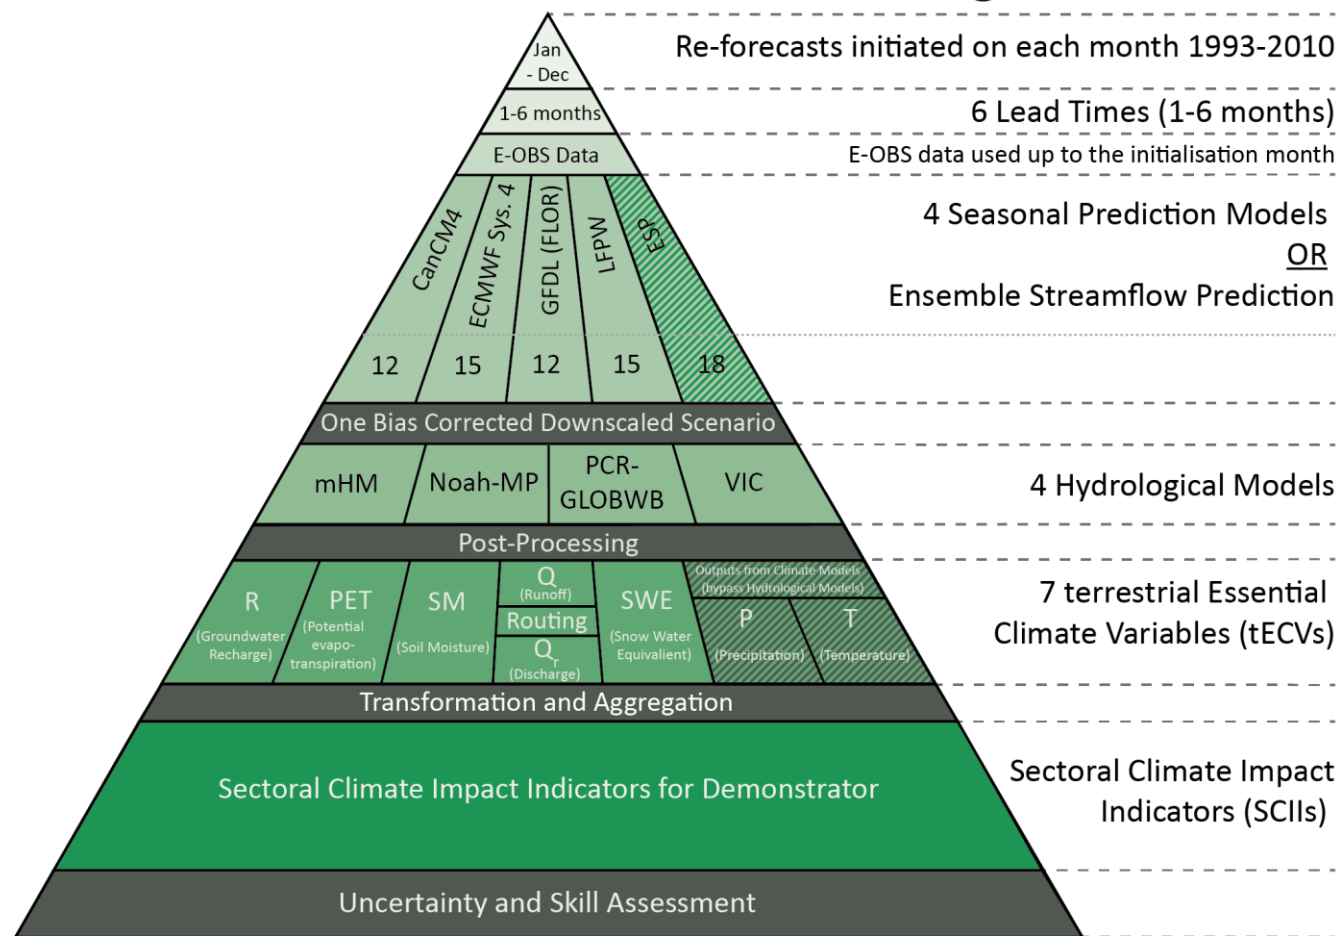 Jan
- Dec
Re-forecasts initiated on each month 1993-2010
1-6 months
6 Lead Times (1-6 months)
E-OBS Data
E-OBS data used up to the initialisation month
CanCM4
ECMWF Sys. 4
GFDL (FLOR)
LFPW
ESP
4 Seasonal Prediction Models
OR
Ensemble Streamflow Prediction
12
15
12
15
18
One Bias Corrected Downscaled Scenario
mHM
Noah-MP
PCR-
GLOBWB
VIC
4 Hydrological Models
Post-Processing
R
(Groundwater
Recharge)
PET
(Potential
evapo-
transpiration)
SM
(Soil Moisture)
Q
(Runoff)
Routing
Qr
(Discharge)
SWE
(Snow Water
Equivalient)
Outputs from Climate Models
(bypass Hydrological Models)
P
(Precipitation)
T
(Temperature)
7 terrestrial Essential
Climate Variables (tECVs)
Transformation and Aggregation
Sectoral Climate Impact Indicators for Demonstrator
Sectoral Climate Impact
Indicators (SCIIs)
Uncertainty and Skill Assessment